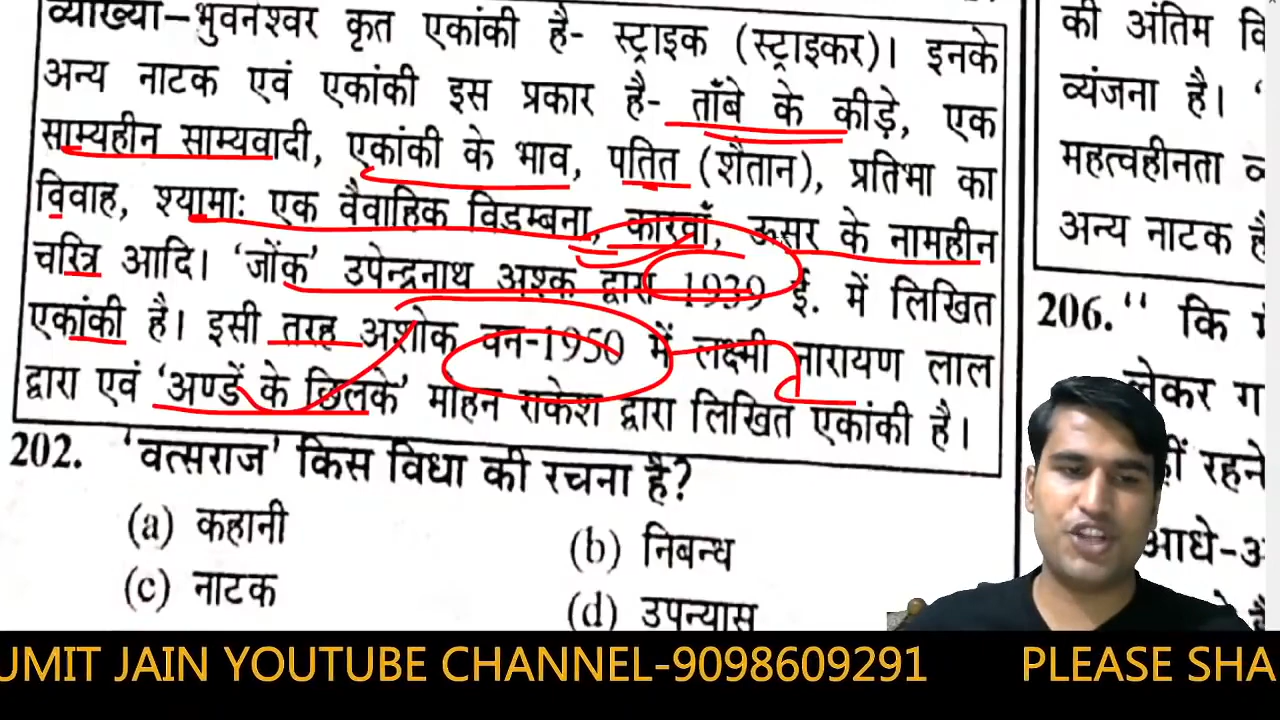 व्याख्या–भुवनेश्वर कृत एकांकी है- स्ट्राइक (स्ट्राइकर)। इनके
अन्य नाटक एवं एकांकी इस प्रकार है- ताँबे के कीड़े, एक
साम्यहीन साम्यवादी, एकांकी के भाव, पतित (शैतान), प्रतिभा का
विवाह, श्यामाः एक वैवाहिक विडम्बना, कारवाँ, ऊसर के नामहीन
चरित्र आदि। 'जोंक' उपेन्द्रनाथ अश्क द्वारा 1939 ई. में लिखित
एकांकी है। इसी तरह अशोक वन-1950 में लक्ष्मी नारायण लाल
द्वारा एवं 'अण्डें के छिलके' मोहन राकेश द्वारा लिखित एकांकी है।
202. 'वत्सराज' किस विधा की रचना है?
(a) कहानी (b) निबन्ध
(c) नाटक (d) उपन्यास
की अंतिम
व्यंजना है।
महत्वहीनता
अन्य नाटक
206. " कि
लेकर
रहने
आधे-अ
UMIT JAIN YOUTUBE CHANNEL-9098609291 PLEASE SHA